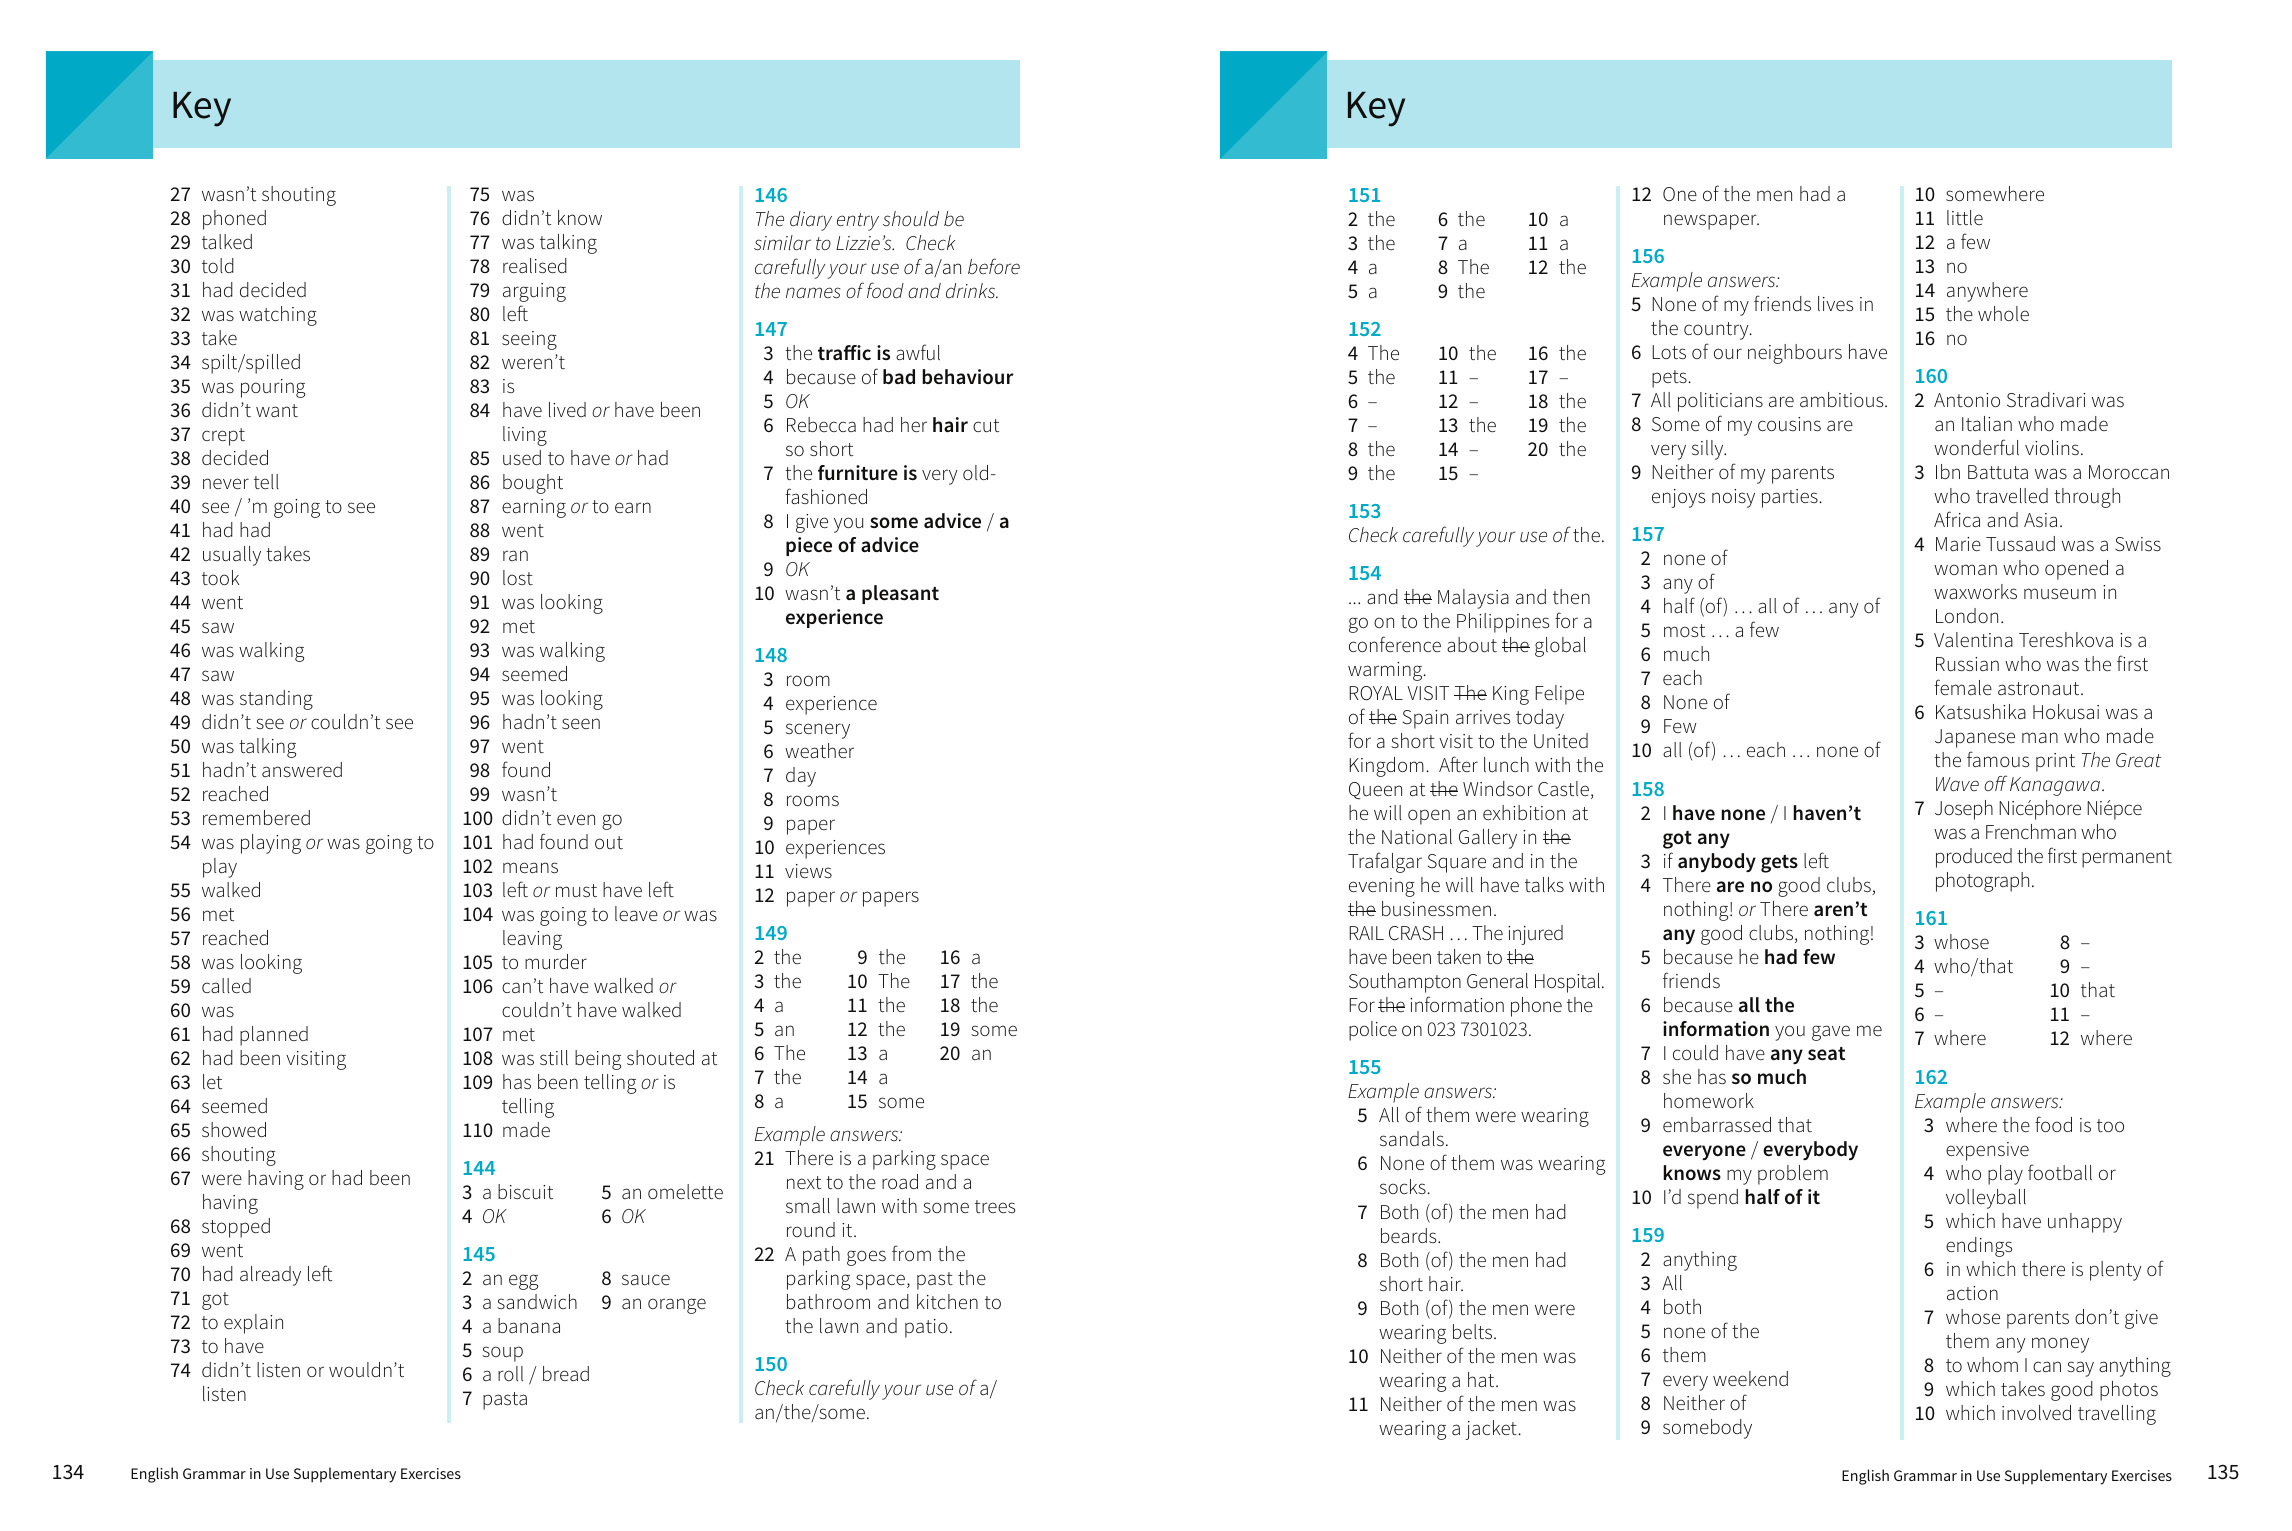 Key
27 wasn’t shouting
28 phoned
29 talked
30 told
31 had decided
32 was watching
33 take
34 spilt/spilled
35 was pouring
36 didn’t want
37 crept
38 decided
39 never tell
40 see / ’m going to see
41 had had
42 usually takes
43 took
44 went
45 saw
46 was walking
47 saw
48 was standing
49 didn’t see or couldn’t see
50 was talking
51 hadn’t answered
52 reached
53 remembered
54 was playing or was going to
play
55 walked
56 met
57 reached
58 was looking
59 called
60 was
61 had planned
62 had been visiting
63 let
64 seemed
65 showed
66 shouting
67 were having or had been
having
68 stopped
69 went
70 had already left
71 got
72 to explain
73 to have
74 didn’t listen or wouldn’t
listen
75 was
76 didn’t know
77 was talking
78 realised
79 arguing
80 left
81 seeing
82 weren’t
83 is
84 have lived or have been
living
85 used to have or had
86 bought
87 earning or to earn
88 went
89 ran
90 lost
91 was looking
92 met
93 was walking
94 seemed
95 was looking
96 hadn’t seen
97 went
98 found
99 wasn’t
100 didn’t even go
101 had found out
102 means
103 left or must have left
104 was going to leave or was
leaving
105 to murder
106 can’t have walked or
couldn’t have walked
107 met
108 was still being shouted at
109 has been telling or is
telling
110 made
144
3 a biscuit 5 an omelette
4 OK 6 OK
145
2 an egg 8 sauce
3 a sandwich 9 an orange
4 a banana
5 soup
6 a roll / bread
7 pasta
146
The diary entry should be
similar to Lizzie’s. Check
carefully your use of a/an before
the names of food and drinks.
147
3 the traffic is awful
4 because of bad behaviour
5 OK
6 Rebecca had her hair cut
so short
7 the furniture is very old-
fashioned
8 I give you some advice / a
piece of advice
9 OK
10 wasn’t a pleasant
experience
148
3 room
4 experience
5 scenery
6 weather
7 day
8 rooms
9 paper
10 experiences
11 views
12 paper or papers
149
2 the 9 the 16 a
3 the 10 The 17 the
4 a 11 the 18 the
5 an 12 the 19 some
6 The 13 a 20 an
7 the 14 a
8 a 15 some
Example answers:
21 There is a parking space
next to the road and a
small lawn with some trees
round it.
22 A path goes from the
parking space, past the
bathroom and kitchen to
the lawn and patio.
150
Check carefully your use of a/
an/the/some.
134 English Grammar in Use Supplementary Exercises
Key
151
2 the 6 the 10 a
3 the 7 a 11 a
4 a 8 The 12 the
5 a 9 the
152
4 The 10 the 16 the
5 the 11 – 17 –
6 – 12 – 18 the
7 – 13 the 19 the
8 the 14 – 20 the
9 the 15 –
153
Check carefully your use of the.
154
... and the Malaysia and then
go on to the Philippines for a
conference about the global
warming.
ROYAL VISIT The King Felipe
of the Spain arrives today
for a short visit to the United
Kingdom. After lunch with the
Queen at the Windsor Castle,
he will open an exhibition at
the National Gallery in the
Trafalgar Square and in the
evening he will have talks with
the businessmen.
RAIL CRASH … The injured
have been taken to the
Southampton General Hospital.
For the information phone the
police on 023 7301023.
155
Example answers:
5 All of them were wearing
sandals.
6 None of them was wearing
socks.
7 Both (of) the men had
beards.
8 Both (of) the men had
short hair.
9 Both (of) the men were
wearing belts.
10 Neither of the men was
wearing a hat.
11 Neither of the men was
wearing a jacket.
12 One of the men had a
newspaper.
156
Example answers:
5 None of my friends lives in
the country.
6 Lots of our neighbours have
pets.
7 All politicians are ambitious.
8 Some of my cousins are
very silly.
9 Neither of my parents
enjoys noisy parties.
157
2 none of
3 any of
4 half (of) … all of … any of
5 most … a few
6 much
7 each
8 None of
9 Few
10 all (of) … each … none of
158
2 I have none / I haven’t
got any
3 if anybody gets left
4 There are no good clubs,
nothing! or There aren’t
any good clubs, nothing!
5 because he had few
friends
6 because all the
information you gave me
7 I could have any seat
8 she has so much
homework
9 embarrassed that
everyone / everybody
knows my problem
10 I’d spend half of it
159
2 anything
3 All
4 both
5 none of the
6 them
7 every weekend
8 Neither of
9 somebody
10 somewhere
11 little
12 a few
13 no
14 anywhere
15 the whole
16 no
160
2 Antonio Stradivari was
an Italian who made
wonderful violins.
3 Ibn Battuta was a Moroccan
who travelled through
Africa and Asia.
4 Marie Tussaud was a Swiss
woman who opened a
waxworks museum in
London.
5 Valentina Tereshkova is a
Russian who was the first
female astronaut.
6 Katsushika Hokusai was a
Japanese man who made
the famous print The Great
Wave off Kanagawa.
7 Joseph Nicéphore Niépce
was a Frenchman who
produced the first permanent
photograph.
161
3 whose 8 –
4 who/that 9 –
5 – 10 that
6 – 11 –
7 where 12 where
162
Example answers:
3 where the food is too
expensive
4 who play football or
volleyball
5 which have unhappy
endings
6 in which there is plenty of
action
7 whose parents don’t give
them any money
8 to whom I can say anything
9 which takes good photos
10 which involved travelling
English Grammar in Use Supplementary Exercises 135